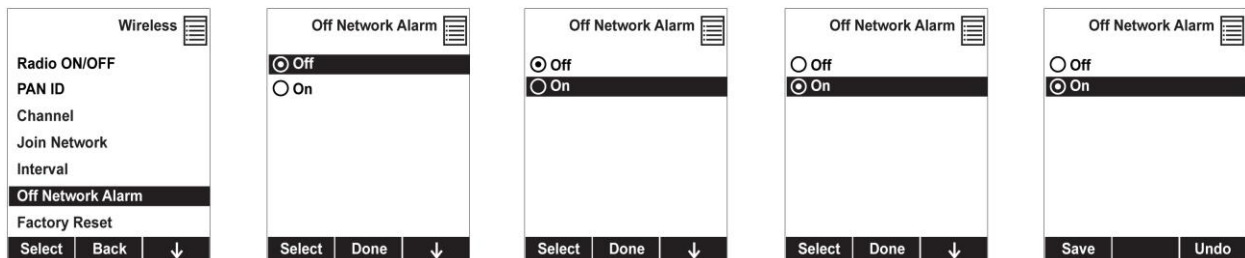 Wireless
Radio ON/OFF
PAN ID
Channel
Join Network
Interval
Off Network Alarm
Factory Reset
Select Back ↓
Off Network Alarm
Off
On
Select Done ↓
Off Network Alarm
Off
On
Select Done ↓
Off Network Alarm
Off
On
Select Done ↓
Off Network Alarm
Off
On
Save Undo